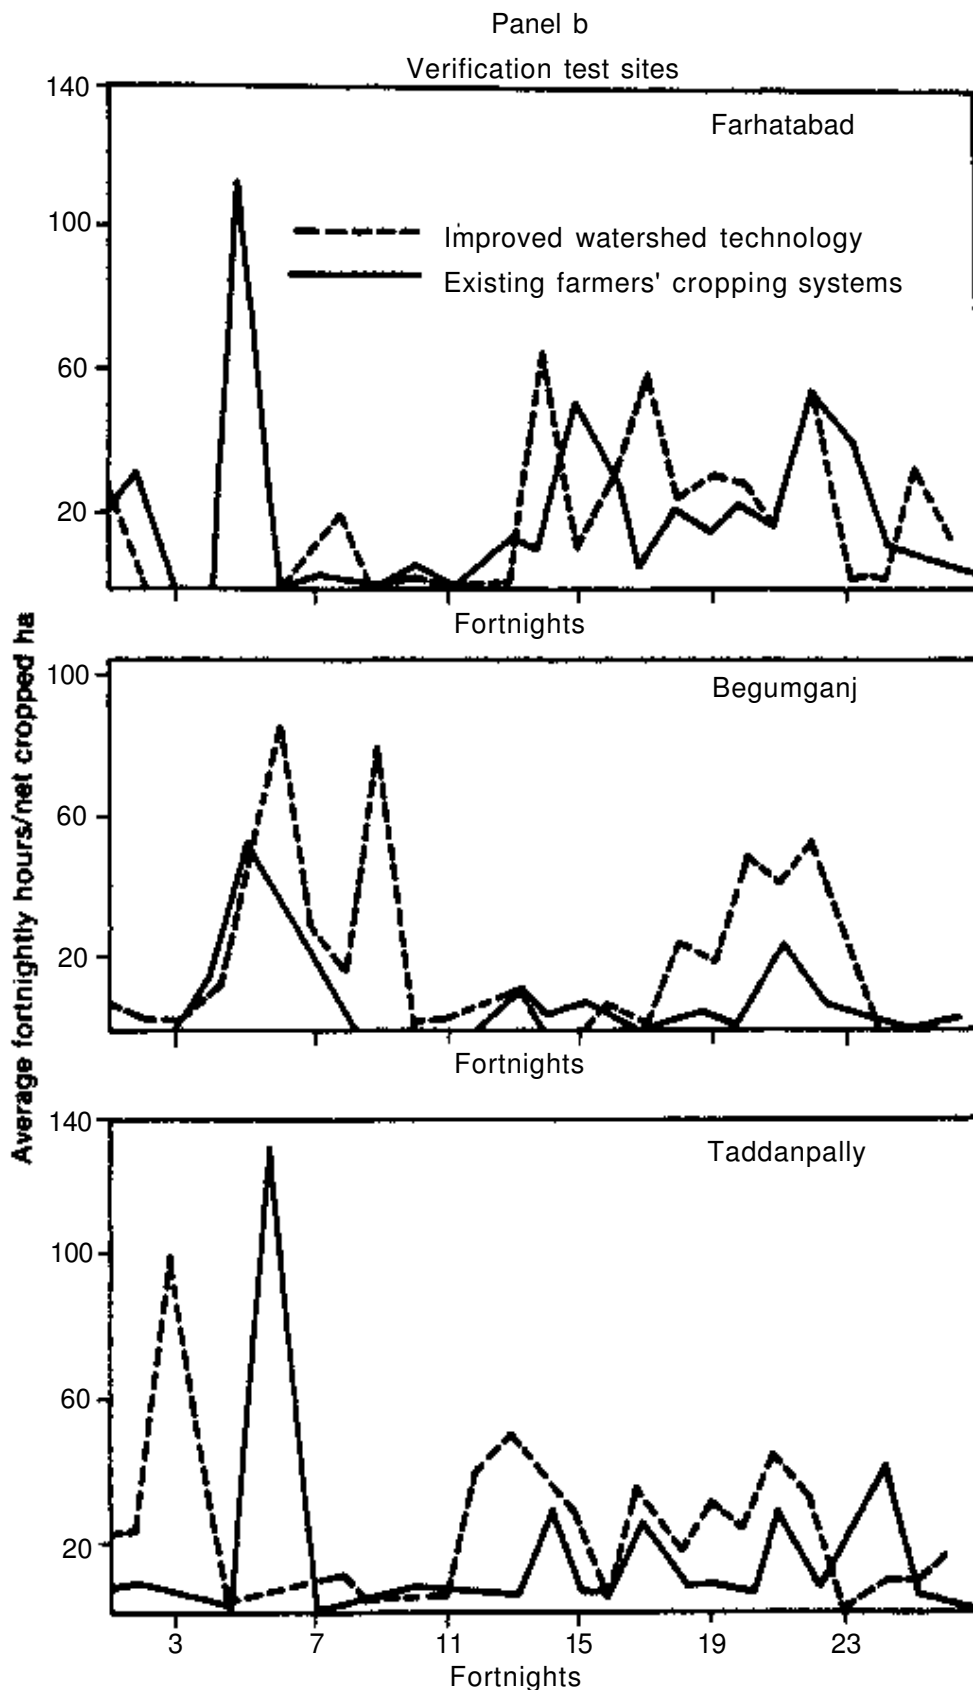 Panel b
Verification test sites
140
Farhatabad
100
Improved watershed technology
Existing farmers' cropping systems
60
20
Fortnights
Average fortnightly hours/net cropped ha
100
Begumganj
60
20
Fortnights
140
Taddanpally
100
60
20
3 7 11 15 19 23
Fortnights